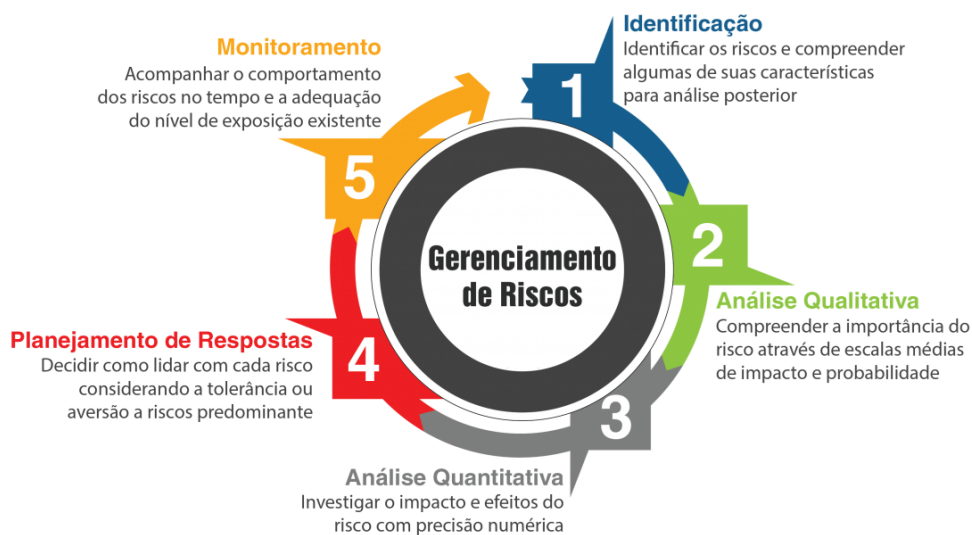 Gerenciamento
de Riscos
1
Identificação
Identificar os riscos e compreender
algumas de suas características
para análise posterior
2
Análise Qualitativa
Compreender a importância do
risco através de escalas médias
de impacto e probabilidade
3
Análise Quantitativa
Investigar o impacto e efeitos do
risco com precisão numérica
4
Planejamento de Respostas
Decidir como lidar com cada risco
considerando a tolerância ou
aversão a riscos predominante
5
Monitoramento
Acompanhar o comportamento
dos riscos no tempo e a adequação
do nível de exposição existente